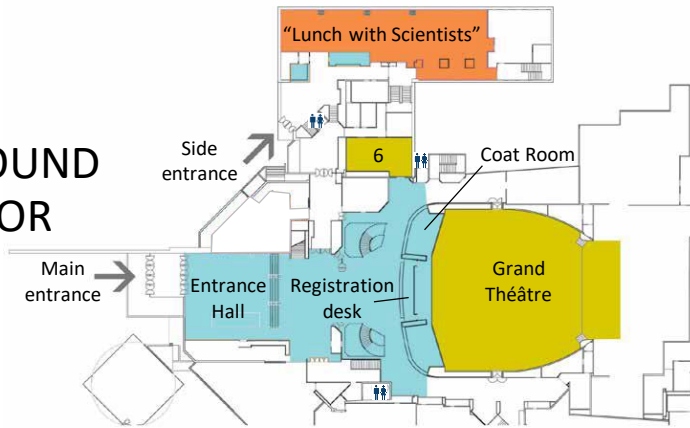 “Lunch with Scientists”
Side
entrance
6
Coat Room
OUND
OR
Main
entrance
Entrance
Hall
Registration
desk
Grand
Théâtre